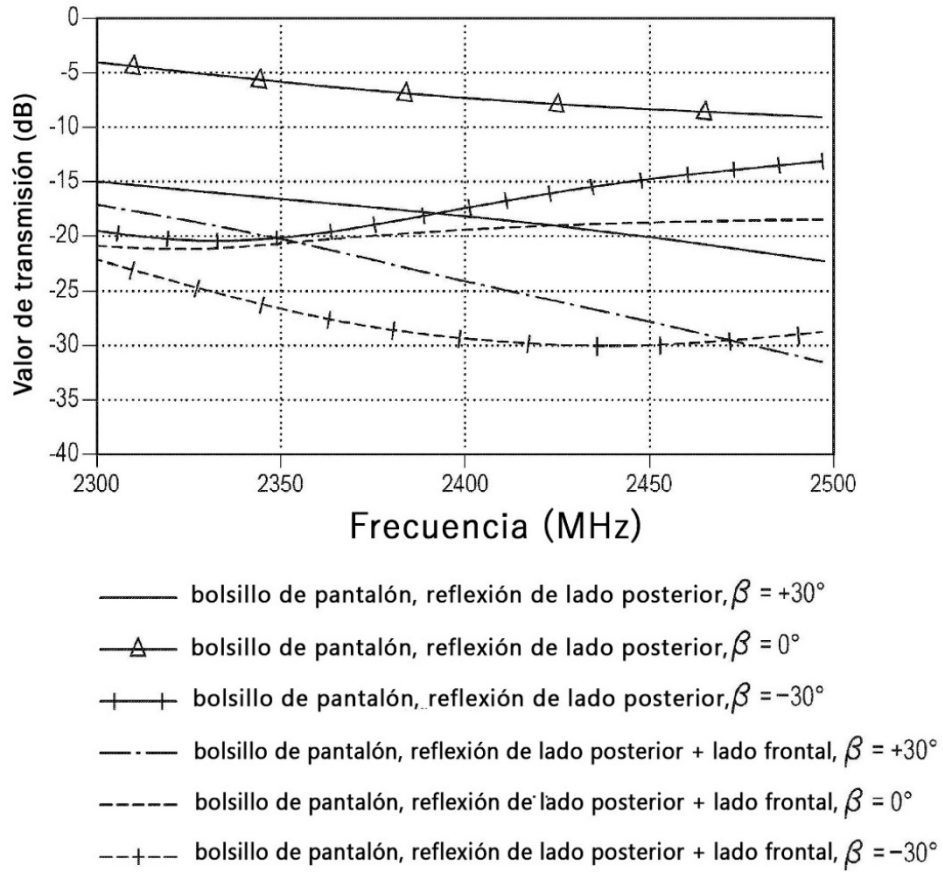 0
-5
-10
-15
-20
-25
-30
-35
-40
Valor de transmisión (dB)
2300 2350 2400 2450 2500
Frecuencia (MHz)
bolsillo de pantalón, reflexión de lado posterior, β = +30°
bolsillo de pantalón, reflexión de lado posterior, β = 0°
bolsillo de pantalón, reflexión de lado posterior, β = −30°
bolsillo de pantalón, reflexión de lado posterior + lado frontal, β = +30°
bolsillo de pantalón, reflexión de lado posterior + lado frontal, β = 0°
bolsillo de pantalón, reflexión de lado posterior + lado frontal, β = −30°